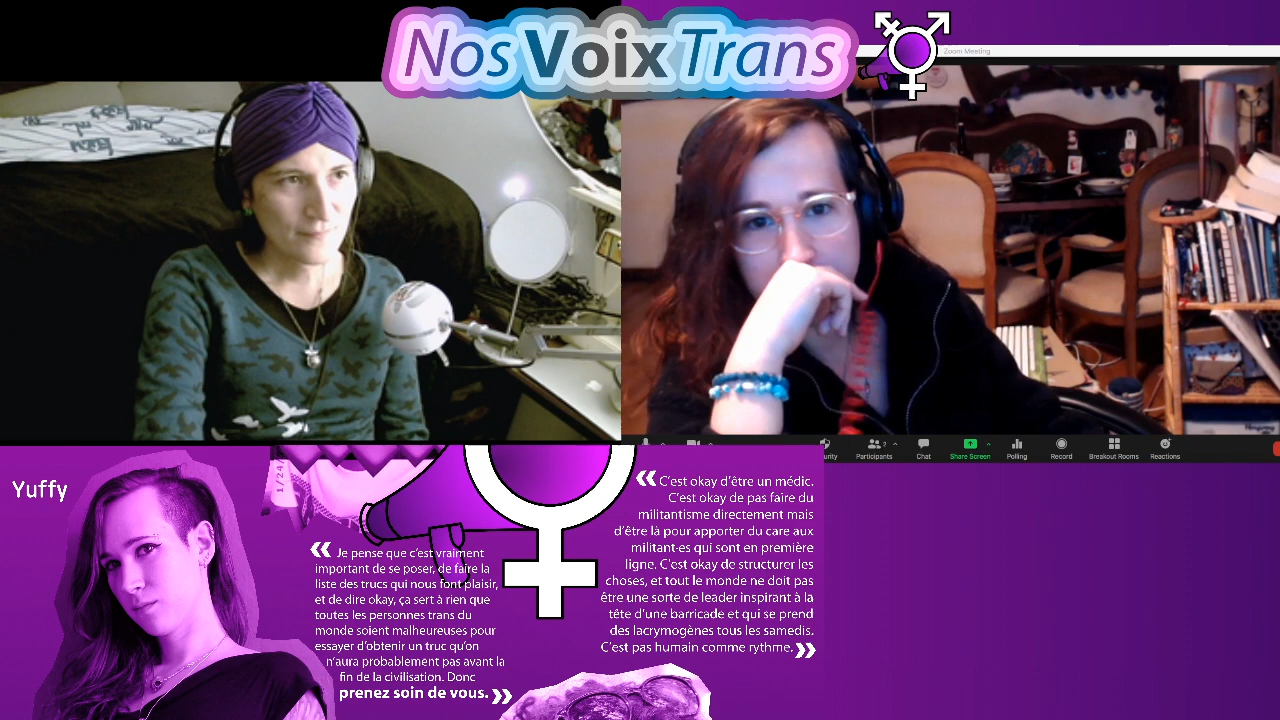 Nos Voix Trans
Zoom Meeting
Participants
2
Chat
Share Screen
Polling
Record
Breakout Rooms
Reactions
Yuffy
1/24
« Je pense que c'est vraiment
important de se poser, de faire la
liste des trucs qui nous font plaisir,
et de dire okay, ça sert à rien que
toutes les personnes trans du
monde soient malheureuses pour
essayer d'obtenir un truc qu'on
n'aura probablement pas avant la
fin de la civilisation. Donc
prenez soin de vous. »
« C'est okay d'être un médic.
C'est okay de pas faire du
militantisme directement mais
d'être là pour apporter du care aux
militant·es qui sont en première
ligne. C'est okay de structurer les
choses, et tout le monde ne doit pas
être une sorte de leader inspirant à la
tête d'une barricade et qui se prend
des lacrymogènes tous les samedis.
C'est pas humain comme rythme. »